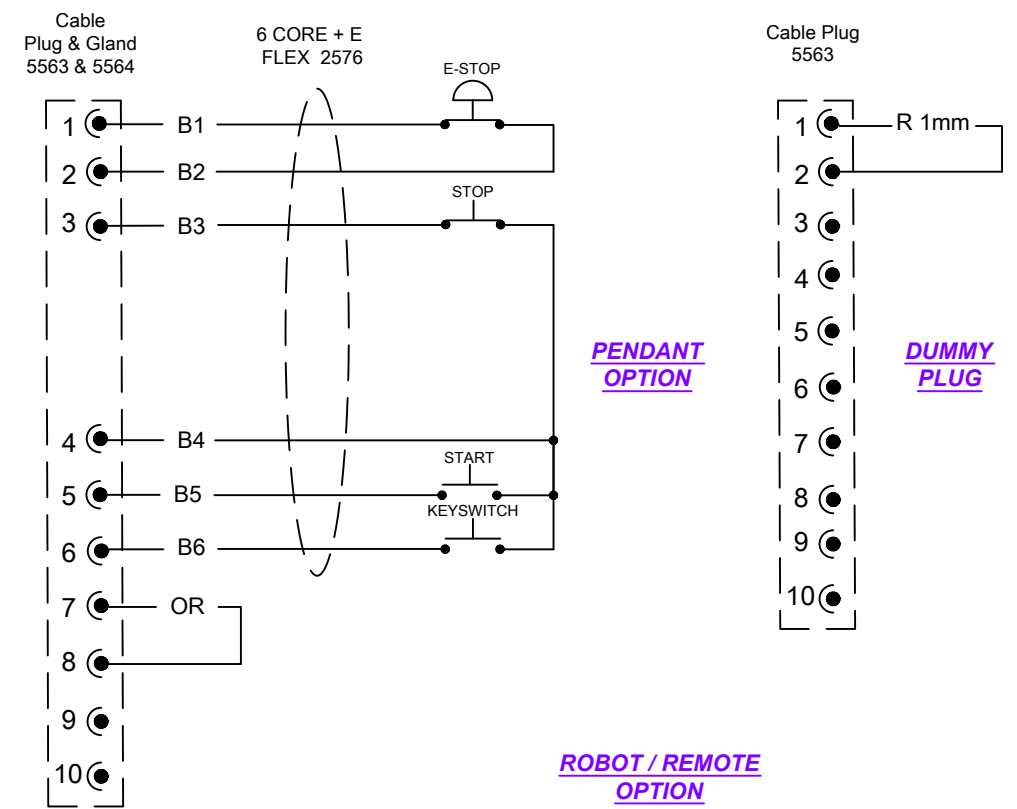 Cable
Plug & Gland
5563 & 5564
6 CORE + E
FLEX 2576
E-STOP
1
B1
2
B2
STOP
3
B3
4
B4
START
5
B5
KEYSWITCH
6
B6
7
OR
8
9
10
PENDANT
OPTION
ROBOT / REMOTE
OPTION
Cable Plug
5563
1
R 1mm
2
3
4
5
6
7
8
9
10
DUMMY
PLUG